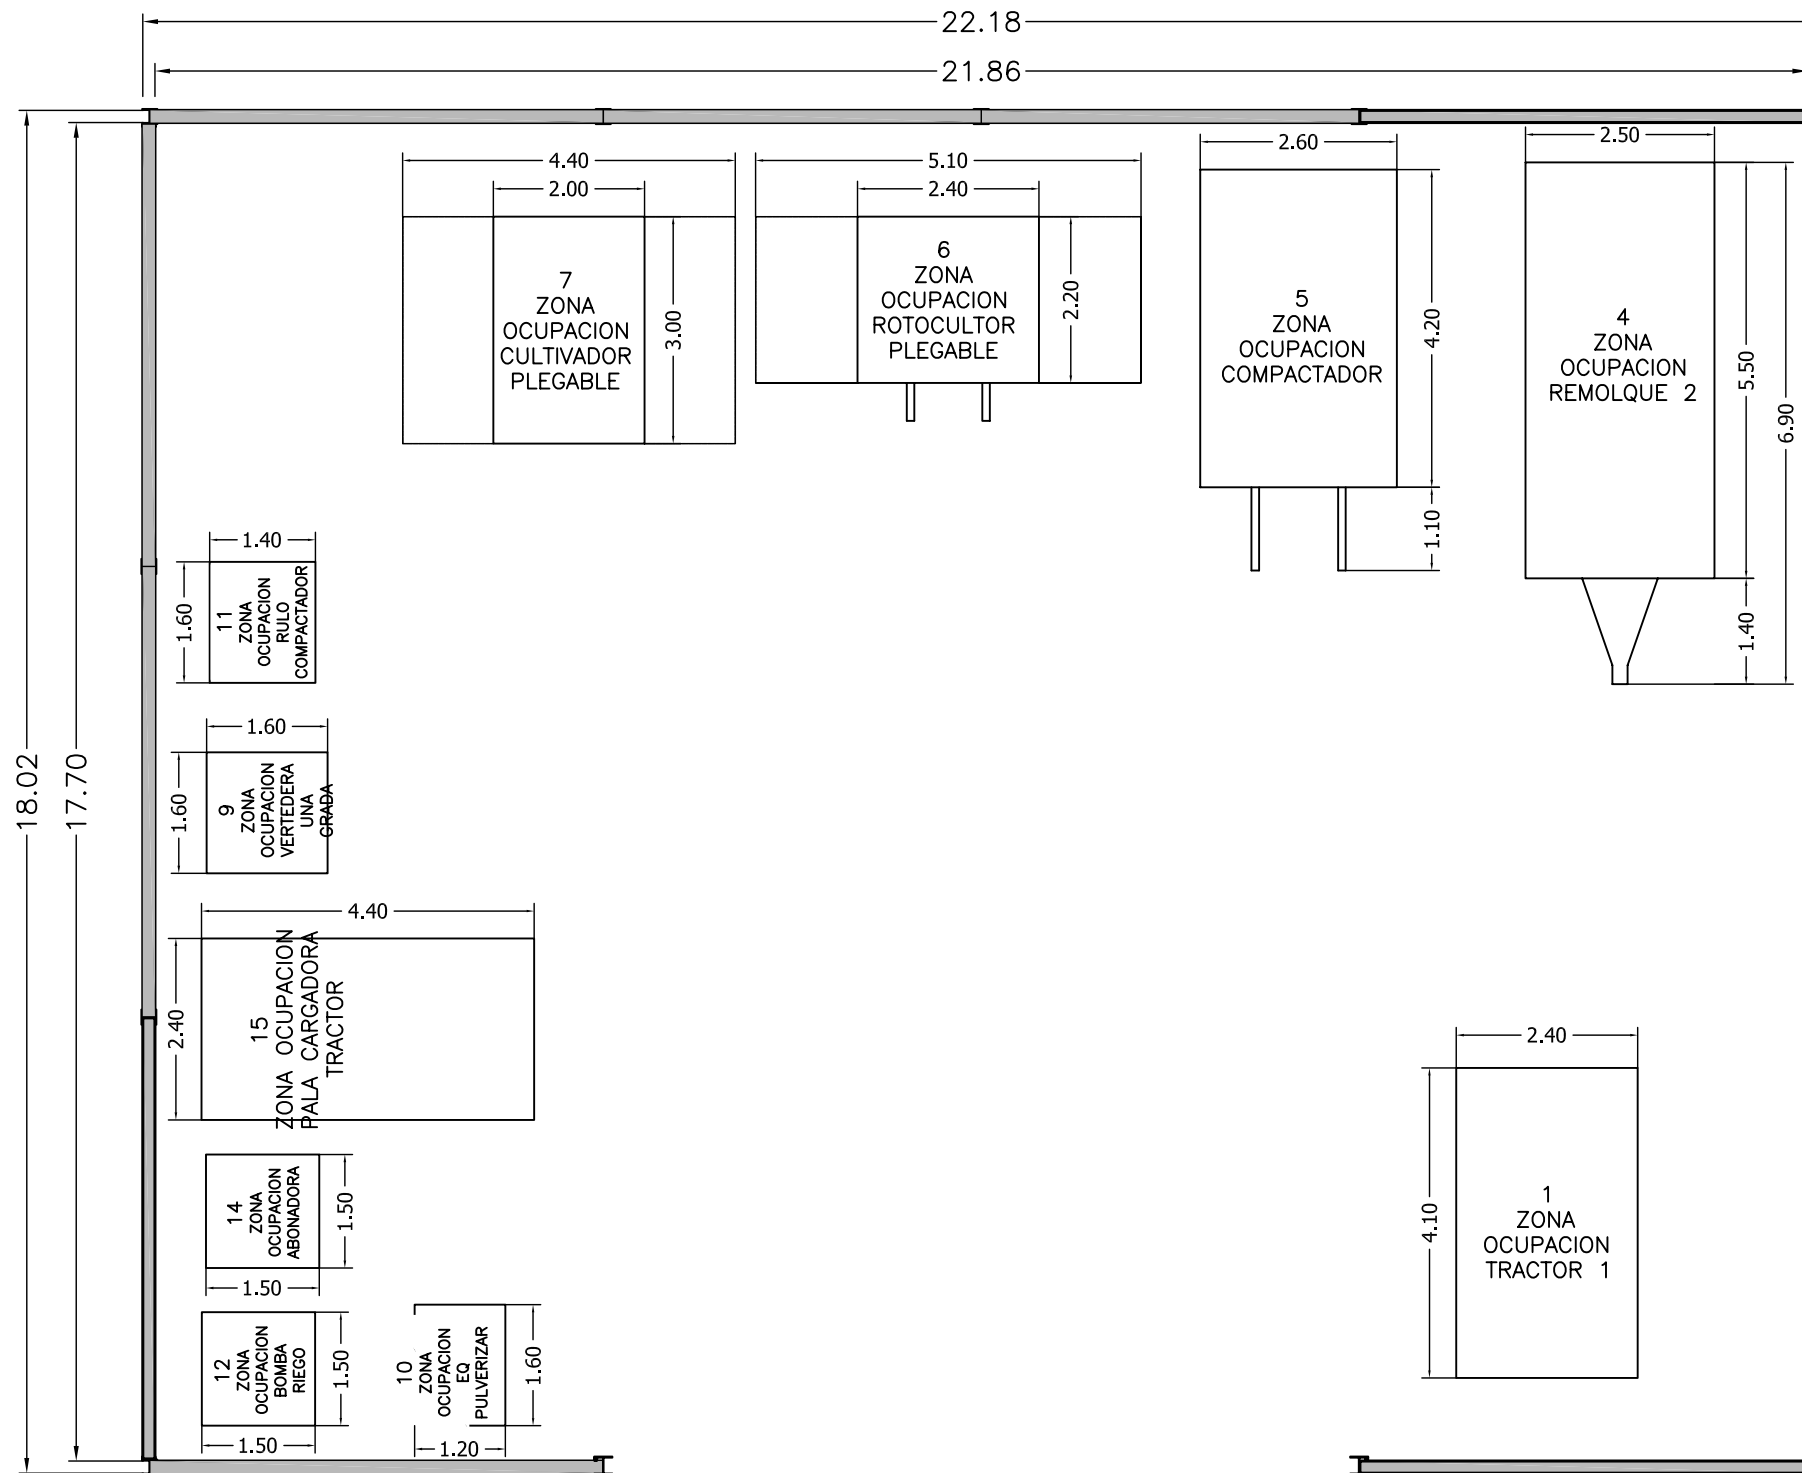 22.18
21.86
18.02
17.70
4.40
2.00
7
ZONA
OCUPACION
CULTIVADOR
PLEGABLE
3.00
5.10
2.40
6
ZONA
OCUPACION
ROTOCULTOR
PLEGABLE
2.20
2.60
5
ZONA
OCUPACION
COMPACTADOR
4.20
1.10
2.50
4
ZONA
OCUPACION
REMOLQUE 2
5.50
6.90
1.40
1.40
1.60
11
ZONA
OCUPACION
RULO
COMPACTADOR
1.60
1.60
9
ZONA
OCUPACION
VERTEDERA
UNA
GRADA
4.40
2.40
15
ZONA OCUPACION
PALA CARGADORA
TRACTOR
14
ZONA
OCUPACION
ABONADORA
1.50
1.50
12
ZONA
OCUPACION
BOMBA
RIEGO
1.50
1.50
10
ZONA
OCUPACION
EQ
PULVERIZAR
1.60
1.20
2.40
4.10
1
ZONA
OCUPACION
TRACTOR 1